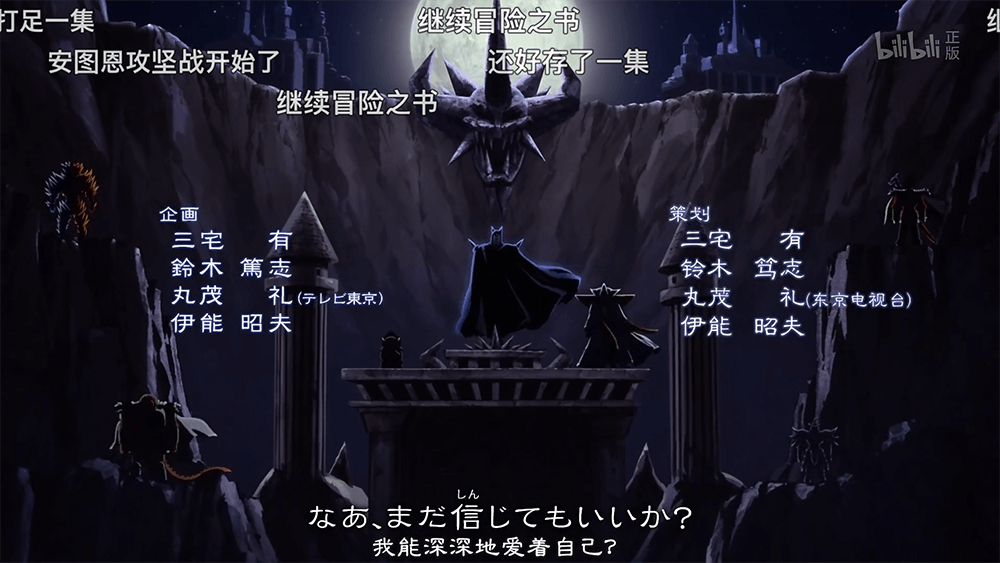 打足一集
继续冒险之书
继
安图恩攻坚战开始了
还好存了一集
bilibili 正版
继续冒险之书
企画
三宅 有
鈴木 篤志
丸茂 礼(テレビ東京)
伊能 昭夫
策划
三宅 有
铃木 笃志
丸茂 礼(东京电视台)
伊能 昭夫
しん
なあ、まだ信じてもいいか?
我能深深地爱着自己?